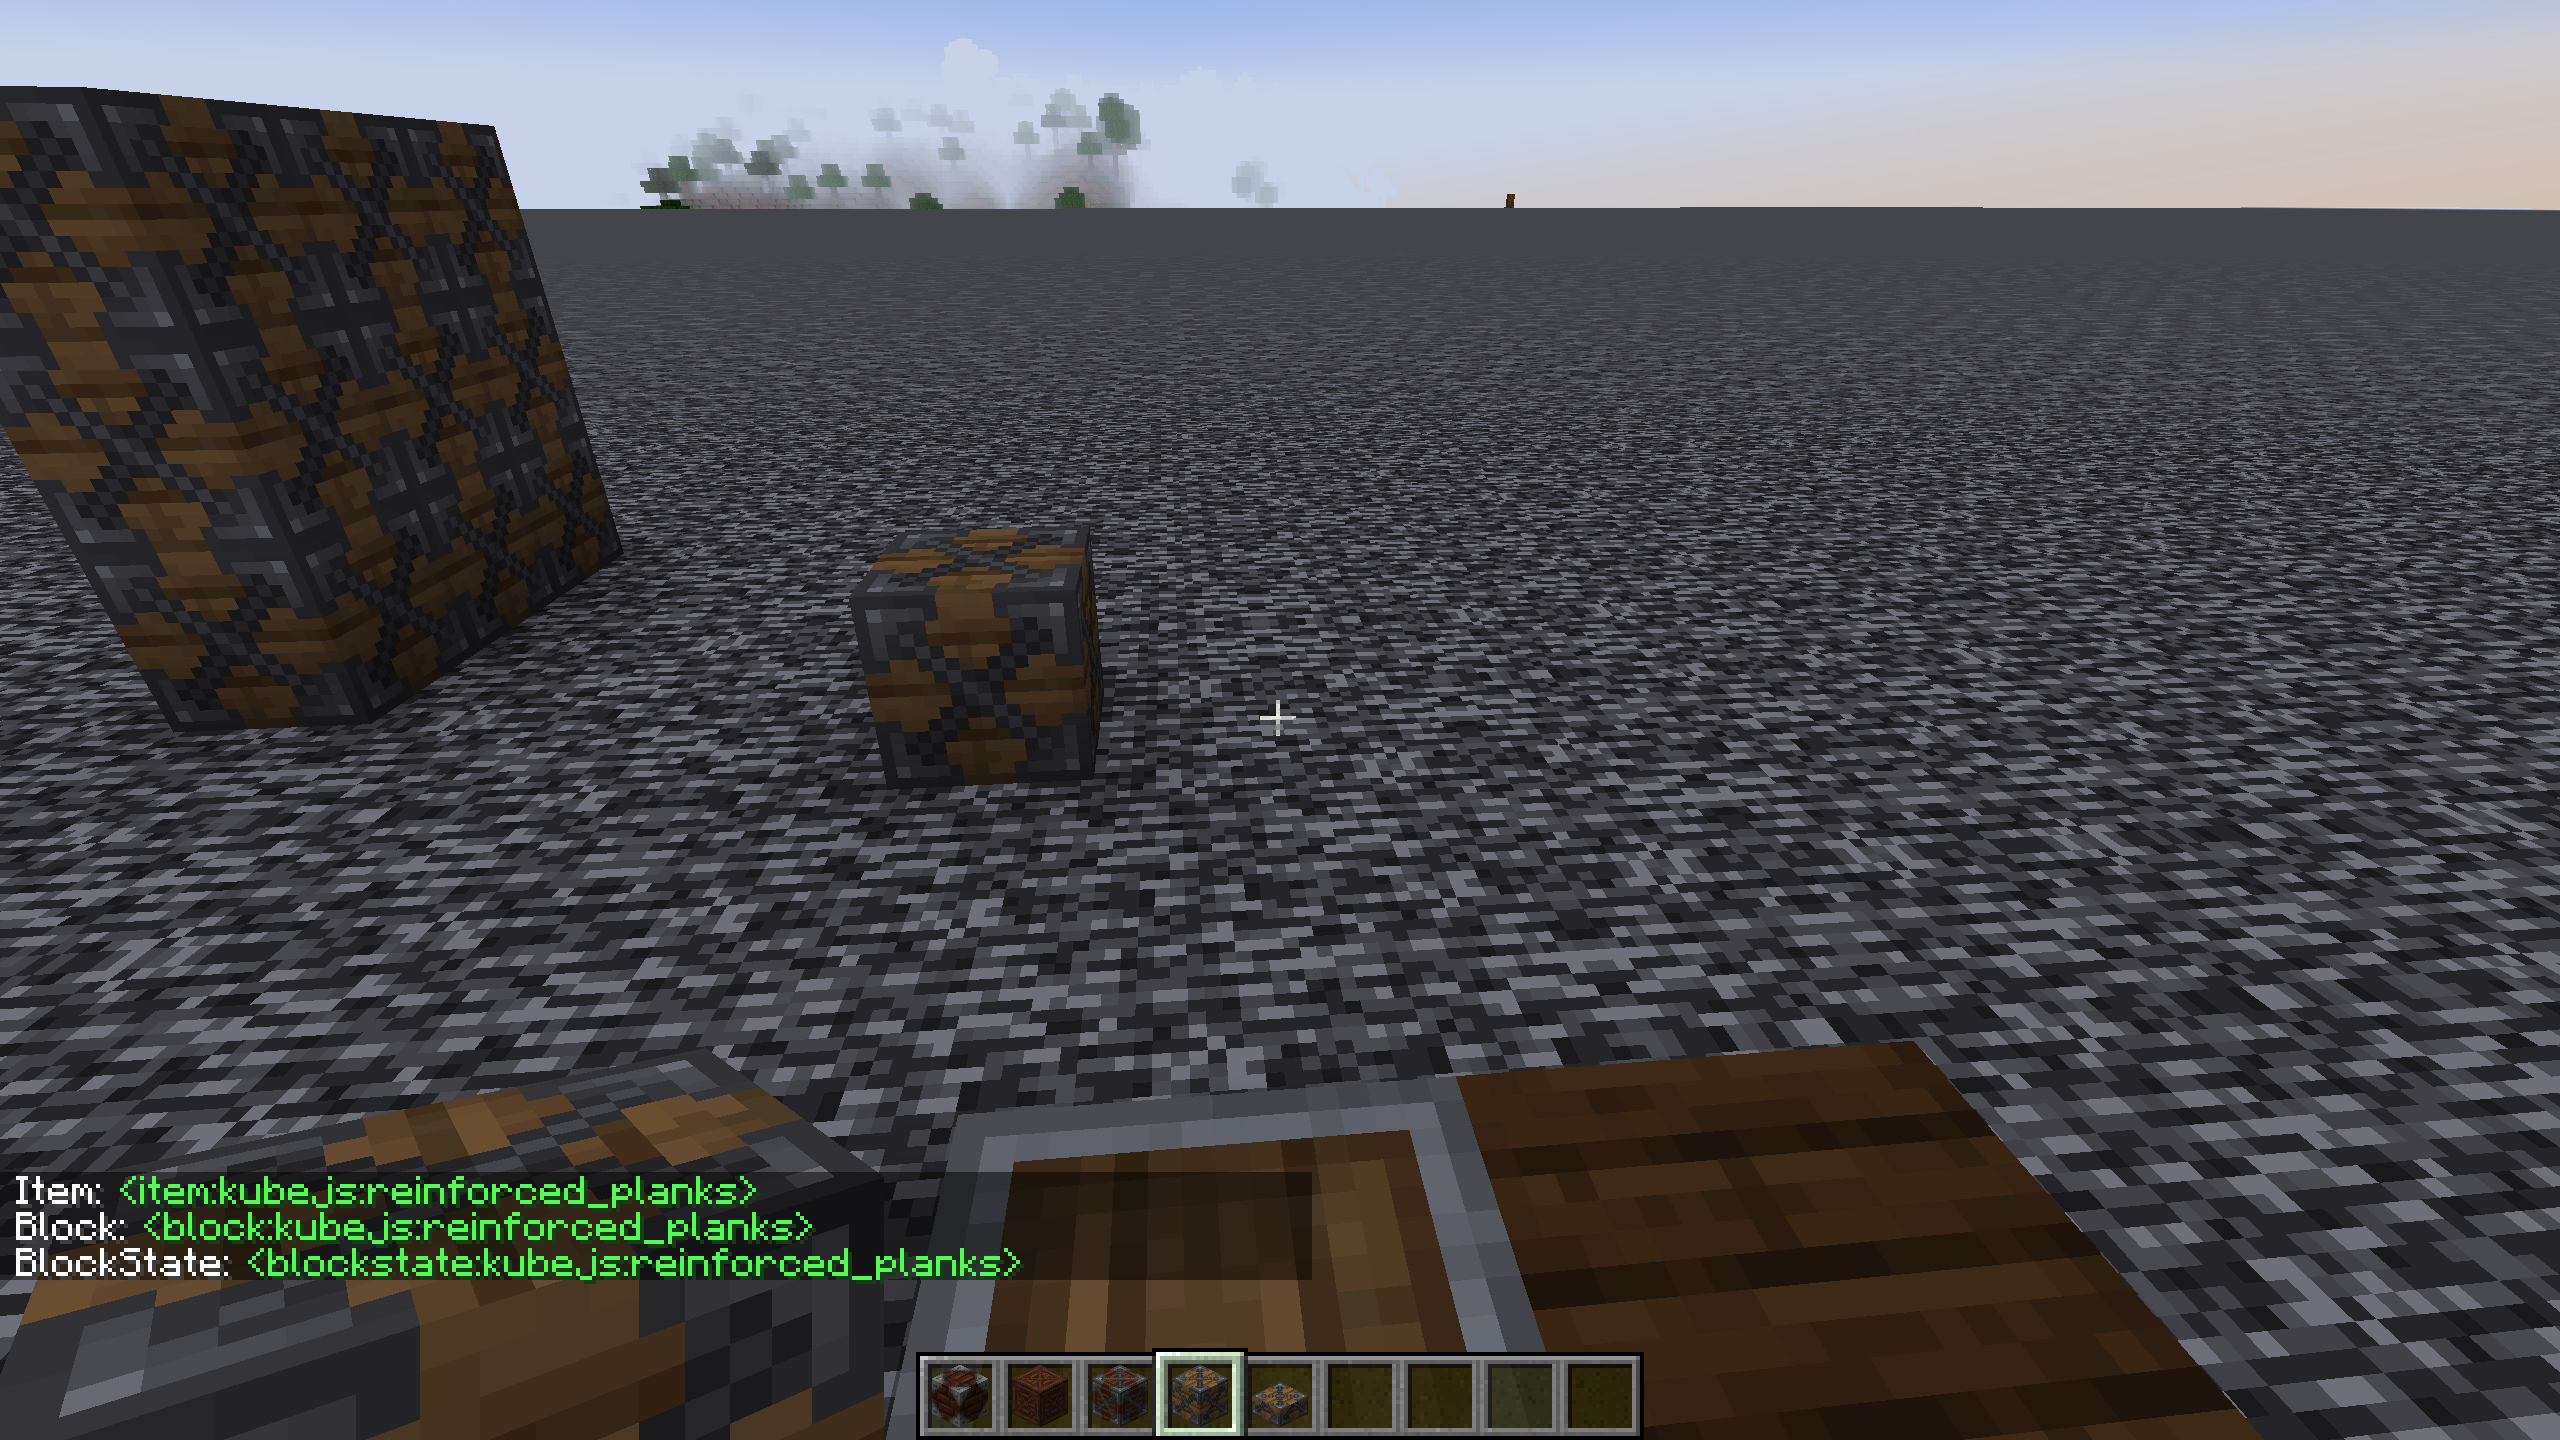 Item: <item:kubejs:reinforced_planks>
Block: <block:kubejs:reinforced_planks>
BlockState: <blockstate:kubejs:reinforced_planks>